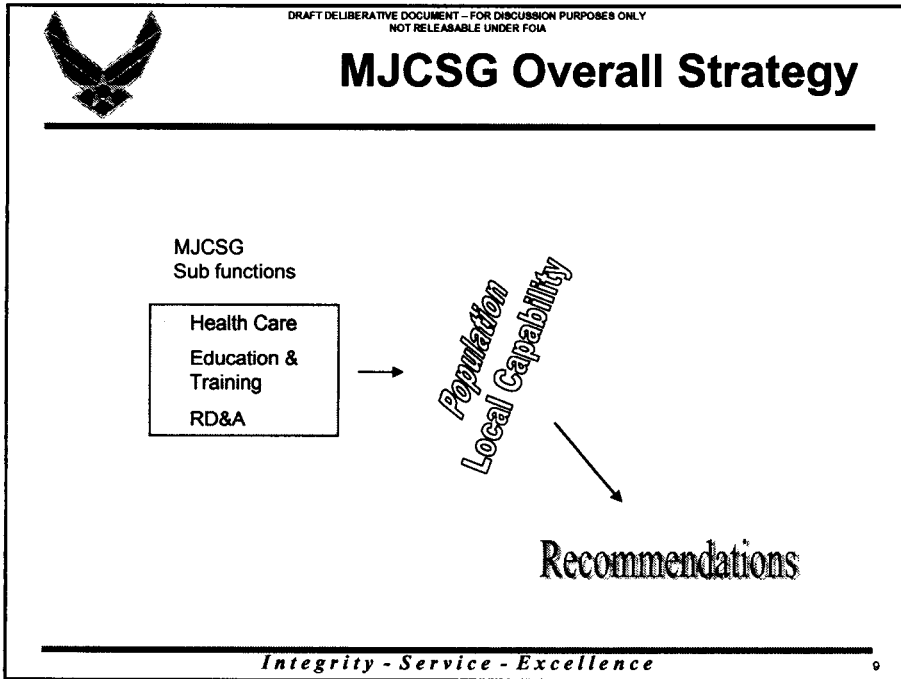 DRAFT DELIBERATIVE DOCUMENT – FOR DISCUSSION PURPOSES ONLY
NOT RELEASABLE UNDER FOIA
MJCSG Overall Strategy
MJCSG
Sub functions
Health Care
Education &
Training
RD&A
Population
Local Capability
Recommendations
Integrity - Service - Excellence
9